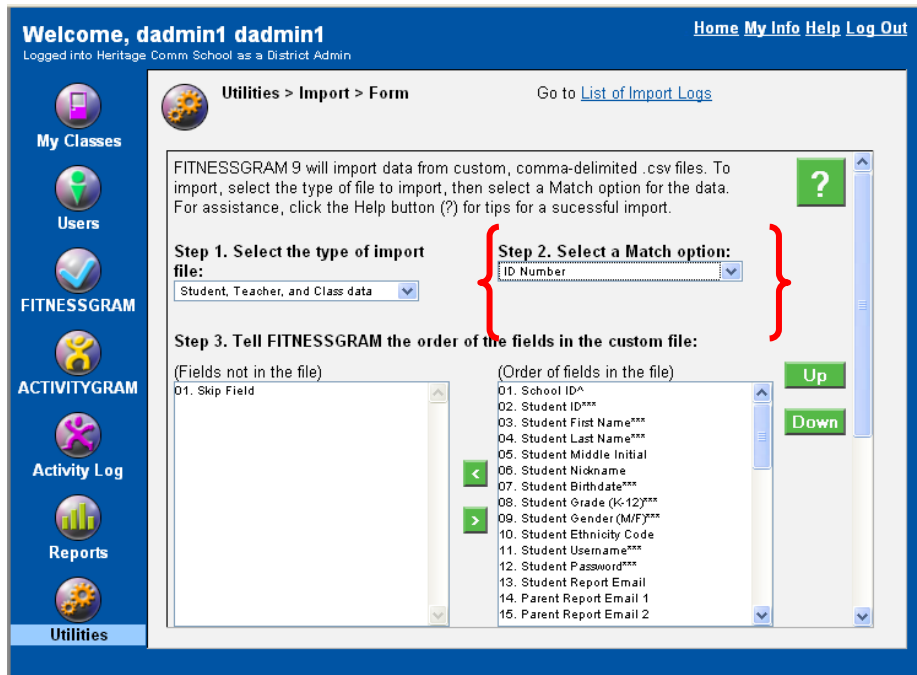 Welcome, dadmin1 dadmin1
Home My Info Help Log Out
Logged into Heritage Comm School as a District Admin
My Classes
Users
FITNESSGRAM
ACTIVITYGRAM
Activity Log
Reports
Utilities
Utilities > Import > Form
Go to List of Import Logs
FITNESSGRAM 9 will import data from custom, comma-delimited .csv files. To
import, select the type of file to import, then select a Match option for the data.
For assistance, click the Help button (?) for tips for a sucessful import.
?
Step 1. Select the type of import
file:
Student, Teacher, and Class data
Step 2. Select a Match option:
ID Number
Step 3. Tell FITNESSGRAM the order of the fields in the custom file:
(Fields not in the file)
01. Skip Field
<
>
(Order of fields in the file)
01. School ID^
02. Student ID***
03. Student First Name***
04. Student Last Name***
05. Student Middle Initial
06. Student Nickname
07. Student Birthdate***
08. Student Grade (K-12)***
09. Student Gender (M/F)***
10. Student Ethnicity Code
11. Student Username***
12. Student Password***
13. Student Report Email
14. Parent Report Email 1
15. Parent Report Email 2
Up
Down